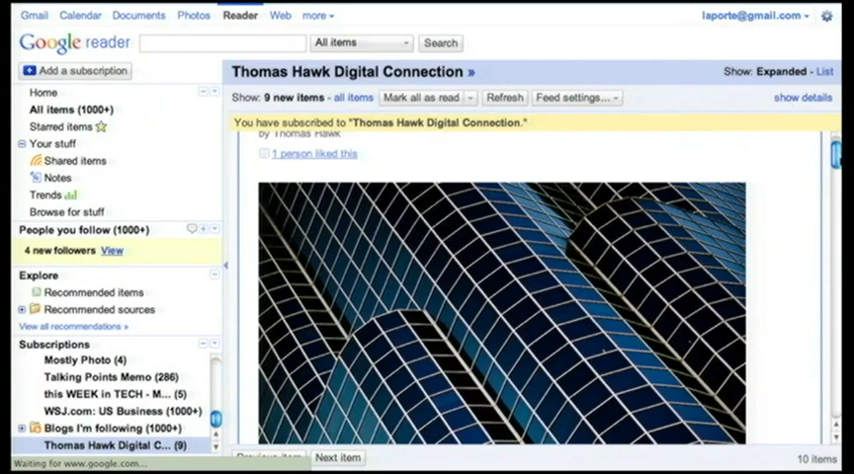 Gmail Calendar Documents Photos Reader Web more laporte@gmail.com
Google reader All items Search
Add a subscription
Thomas Hawk Digital Connection » Show: Expanded - List
Show: 9 new items - all items Mark all as read Refresh Feed settings... show details
You have subscribed to "Thomas Hawk Digital Connection."
by Thomas Hawk
1 person liked this
Home
All items (1000+)
Starred items
Your stuff
Shared items
Notes
Trends
Browse for stuff
People you follow (1000+)
4 new followers View
Explore
Recommended items
Recommended sources
View all recommendations »
Subscriptions
Mostly Photo (4)
Talking Points Memo (286)
this WEEK in TECH - M... (5)
WSJ.com: US Business (1000+)
Blogs I'm following (1000+)
Thomas Hawk Digital C... (9)
Previous item Next item 10 items
Waiting for www.google.com...